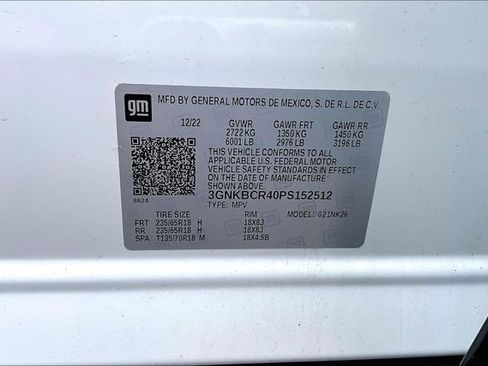 gm
MFD BY GENERAL MOTORS DE MEXICO, S. DE R.L. DE C.V.
12/22 GVWR GAWR FRT GAWR RR
2722 KG 1350 KG 1450 KG
6001 LB 2976 LB 3196 LB
THIS VEHICLE CONFORMS TO ALL
APPLICABLE U.S. FEDERAL MOTOR
VEHICLE SAFETY STANDARDS IN EFFECT
ON THE DATE OF MANUFACTURE
SHOWN ABOVE.
8624 3GNKBCR40PS152512
TYPE: MPV
TIRE SIZE RIM MODEL: 021NK26
FRT 235/65R18 H 18X8J
RR 235/65R18 H 18X8J
SPA T135/70R18 M 18X4.5B